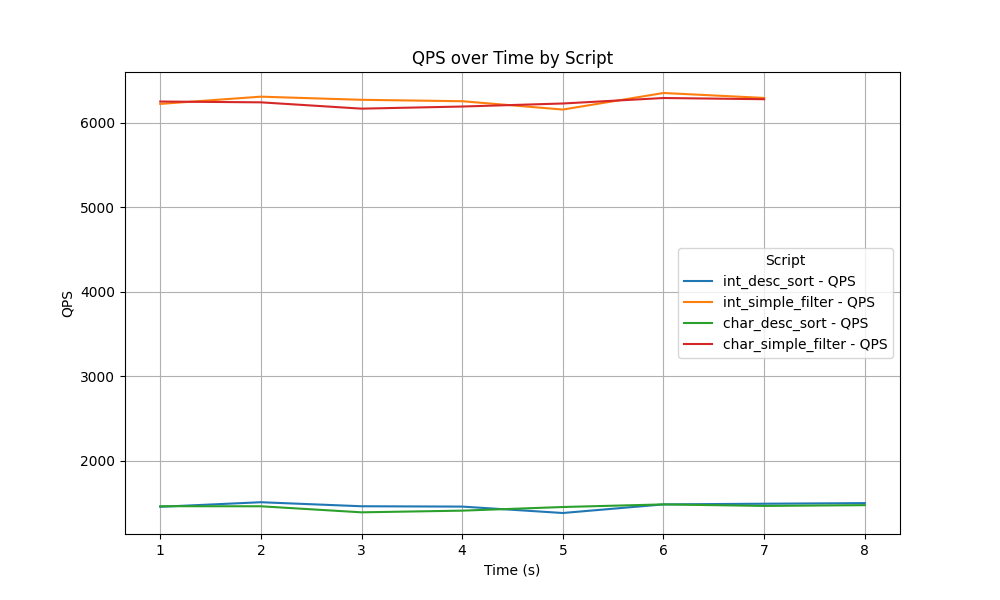 QPS over Time by Script
QPS
6000
5000
4000
3000
2000
Script
int_desc_sort - QPS
int_simple_filter - QPS
char_desc_sort - QPS
char_simple_filter - QPS
1 2 3 4 5 6 7 8
Time (s)